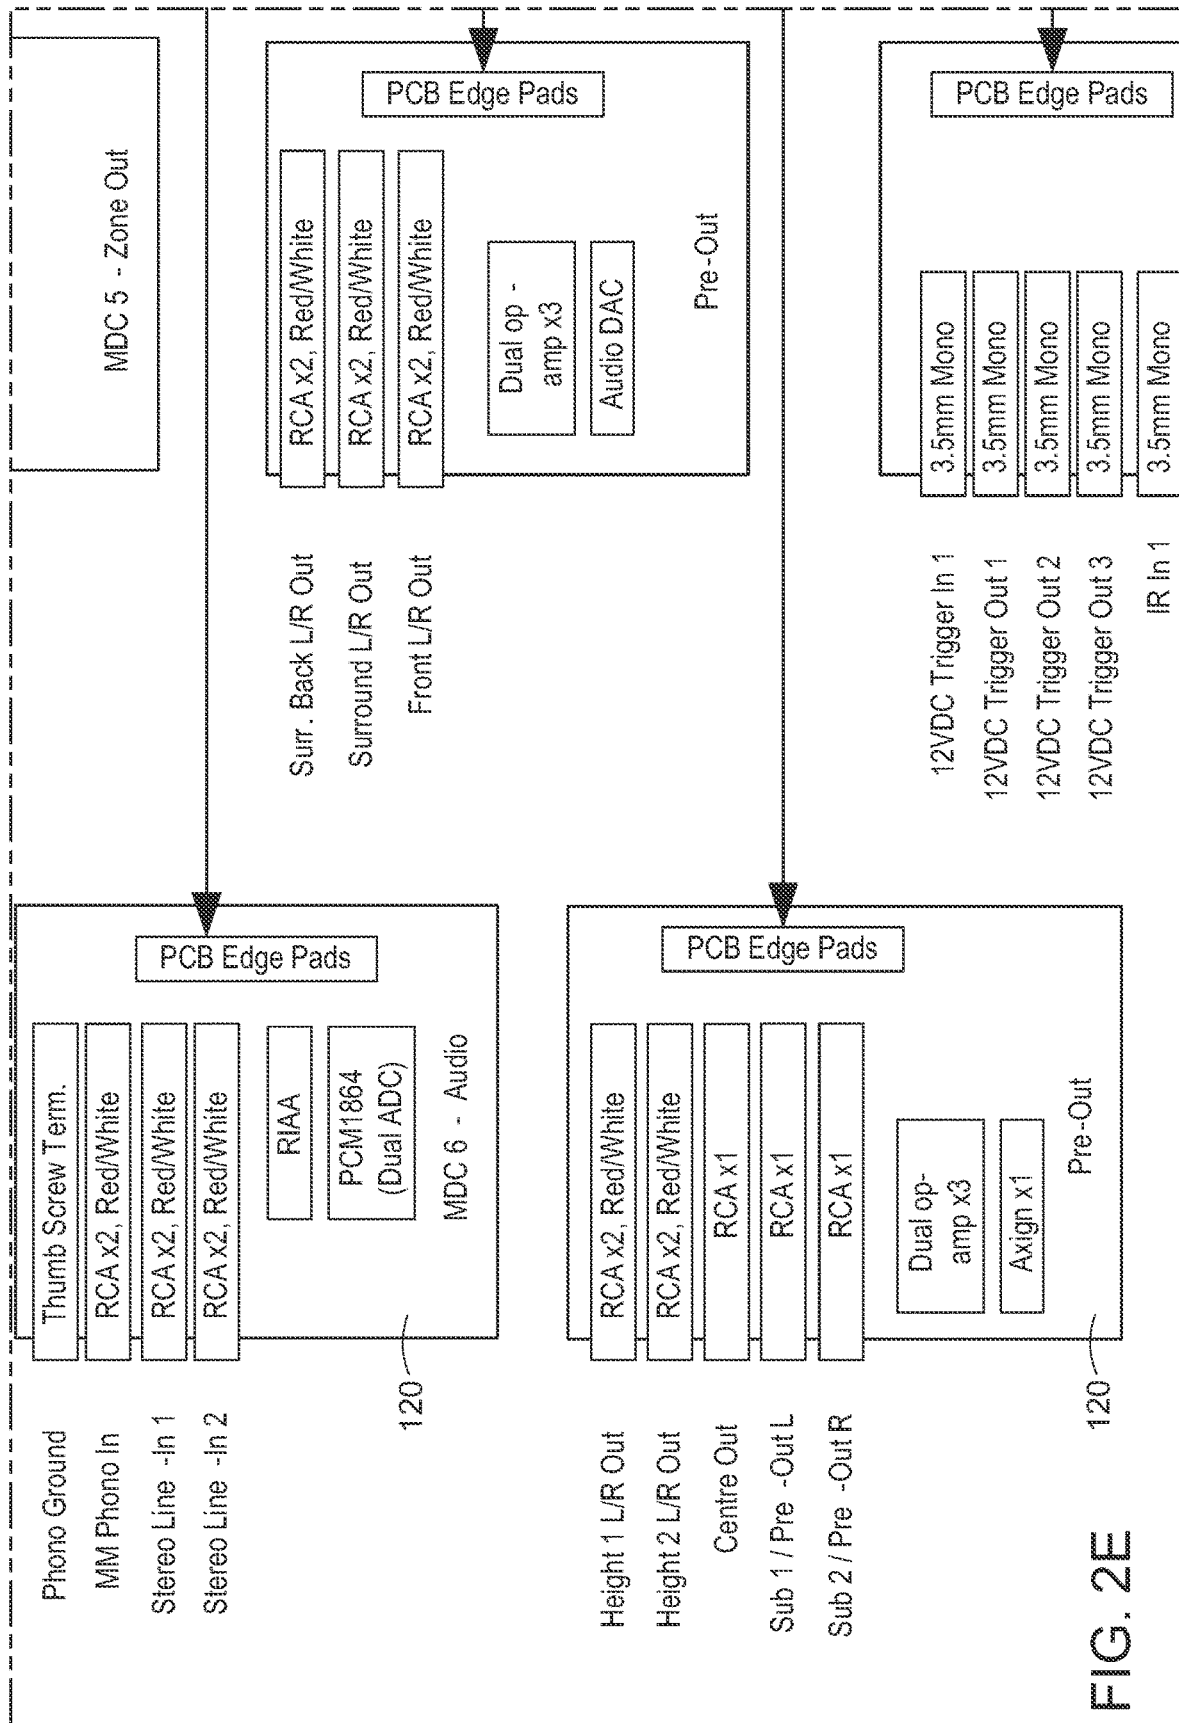 MDC 5 - Zone Out
Phono Ground
MM Phono In
Stereo Line -In 1
Stereo Line -In 2
Thumb Screw Term.
RCA x2, Red/White
RCA x2, Red/White
RCA x2, Red/White
RIAA
PCM1864
(Dual ADC)
MDC 6 - Audio
PCB Edge Pads
120
Surr. Back L/R Out
Surround L/R Out
Front L/R Out
RCA x2, Red/White
RCA x2, Red/White
RCA x2, Red/White
Dual op -
amp x3
Audio DAC
Pre-Out
PCB Edge Pads
Height 1 L/R Out
Height 2 L/R Out
Centre Out
Sub 1 / Pre -Out L
Sub 2 / Pre -Out R
RCA x2, Red/White
RCA x2, Red/White
RCA x1
RCA x1
RCA x1
Dual op-
amp x3
Axign x1
Pre-Out
PCB Edge Pads
120
12VDC Trigger In 1
12VDC Trigger Out 1
12VDC Trigger Out 2
12VDC Trigger Out 3
IR In 1
3.5mm Mono
3.5mm Mono
3.5mm Mono
3.5mm Mono
3.5mm Mono
PCB Edge Pads
FIG. 2E